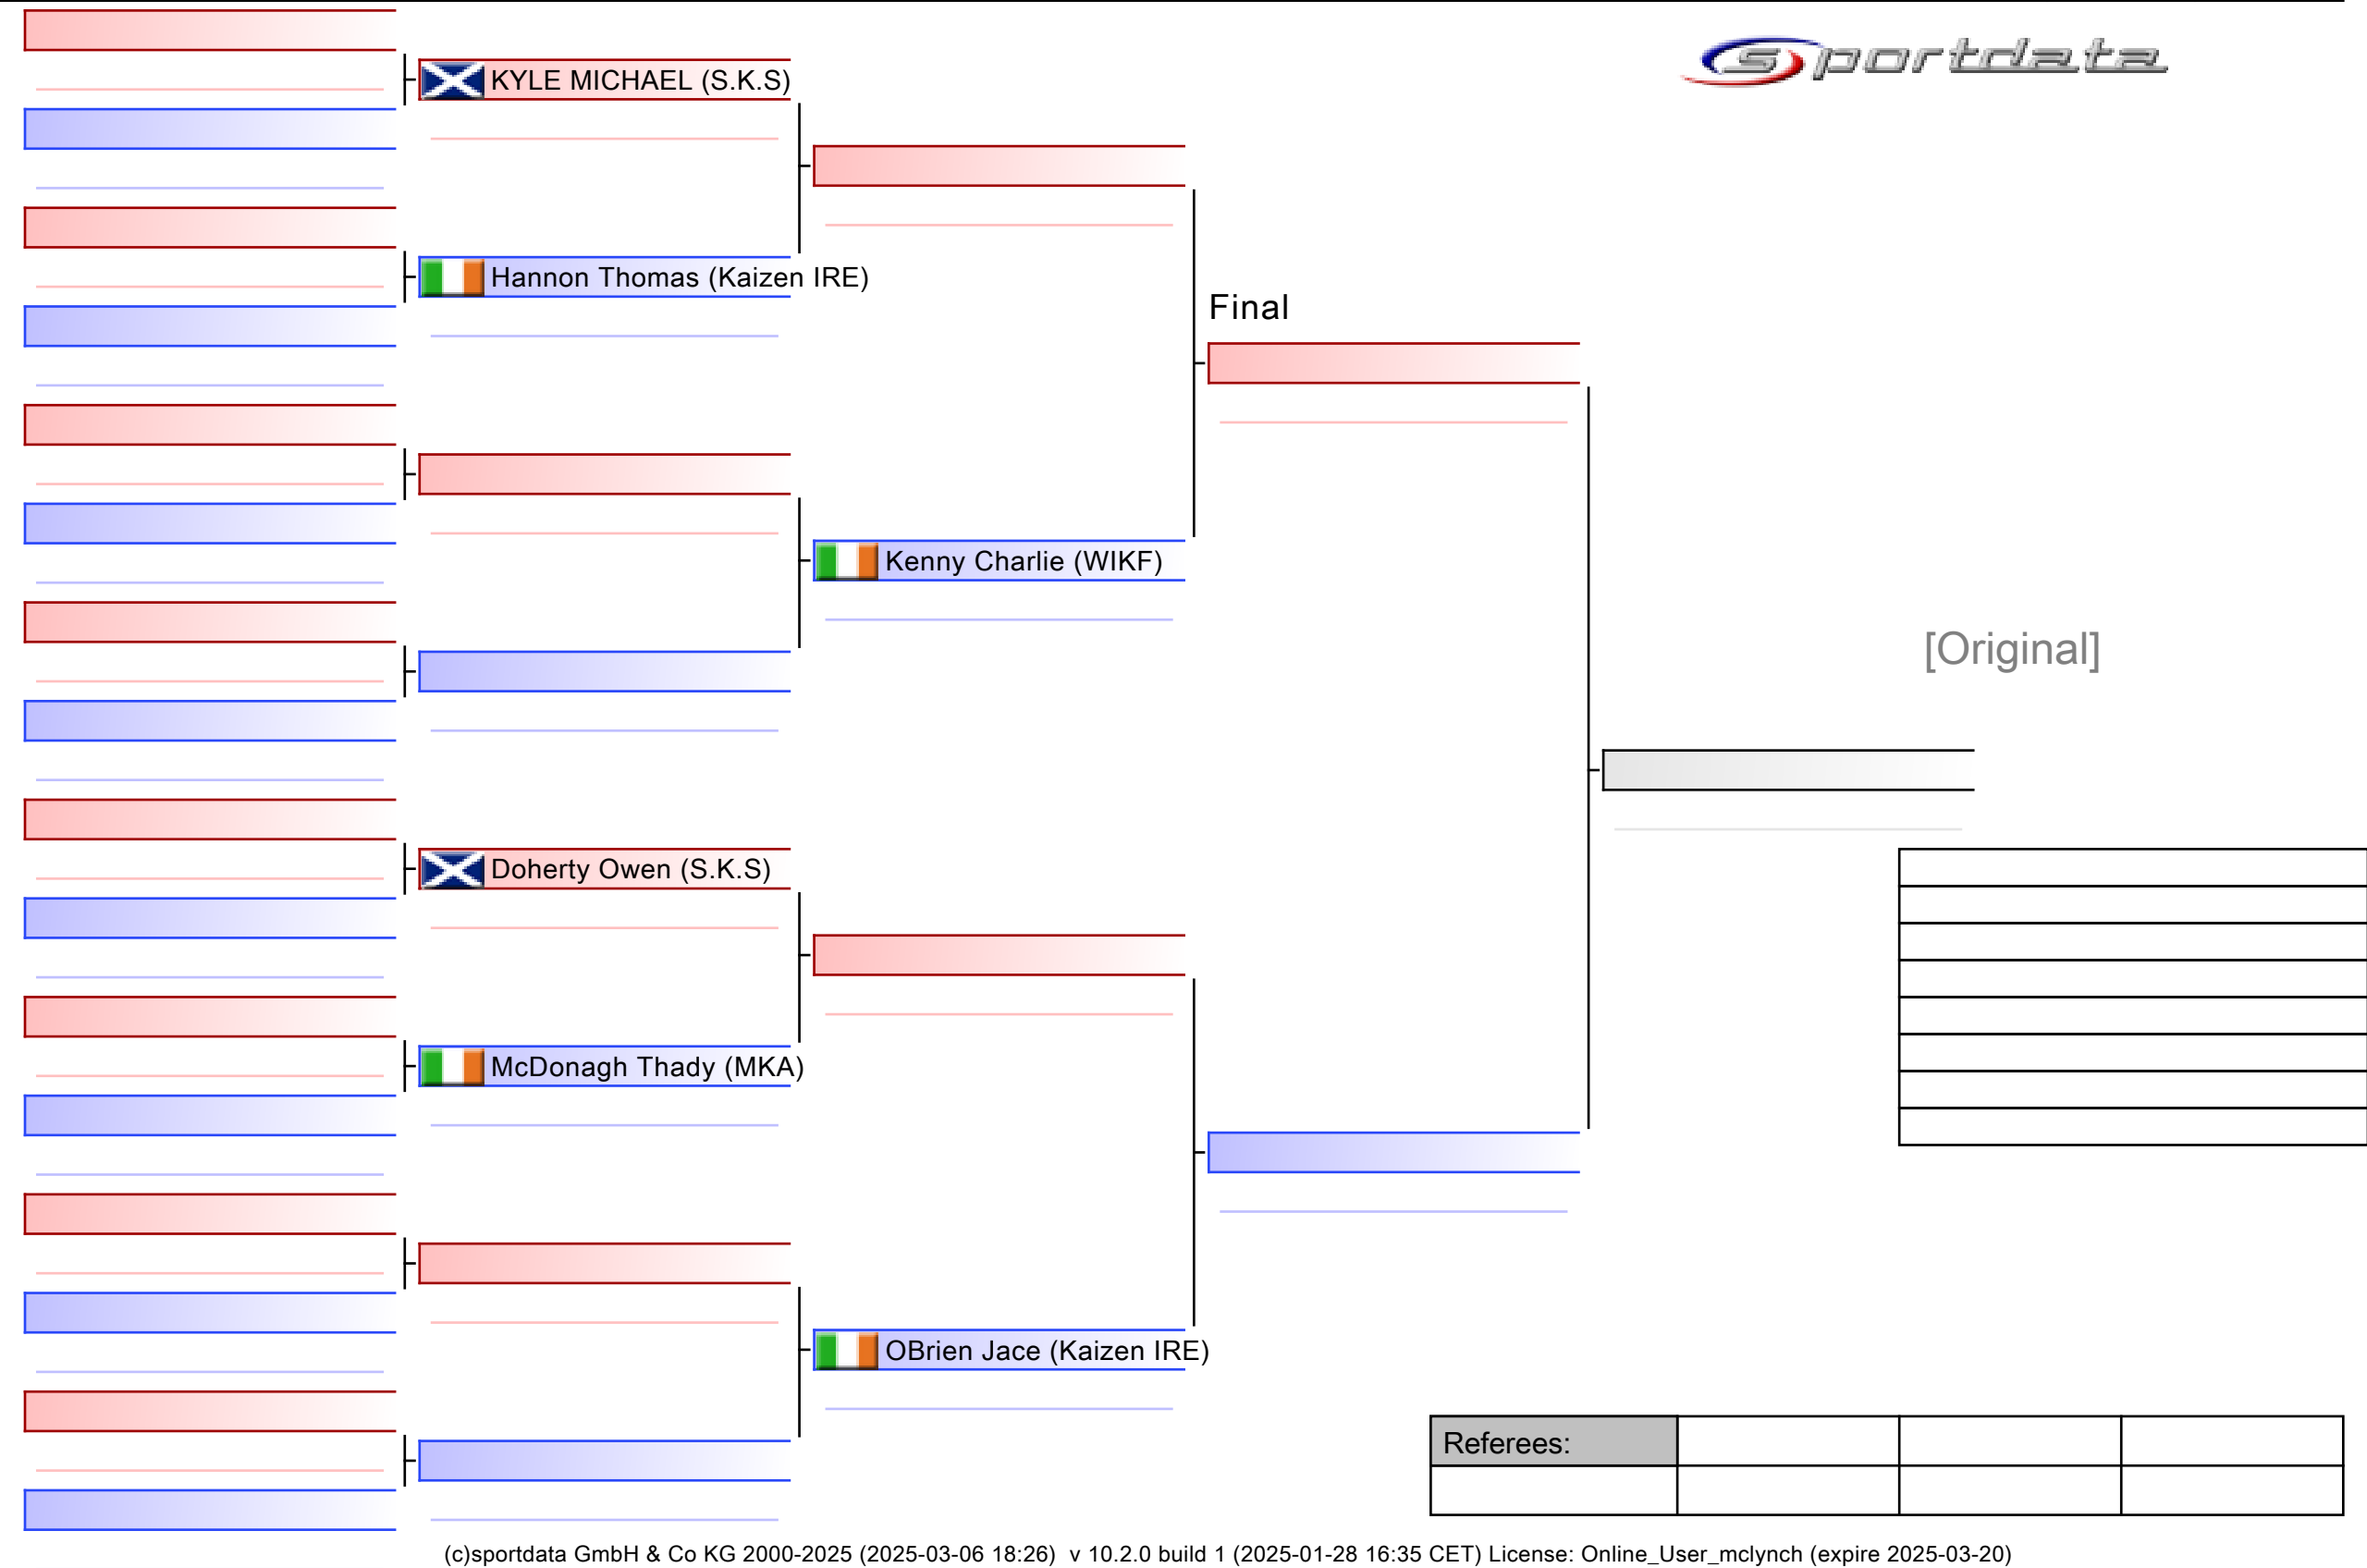 sportdata
KYLE MICHAEL (S.K.S)
Hannon Thomas (Kaizen IRE)
Final
Kenny Charlie (WIKF)
[Original]
Doherty Owen (S.K.S)
McDonagh Thady (MKA)
OBrien Jace (Kaizen IRE)
Referees:
(c)sportdata GmbH & Co KG 2000-2025 (2025-03-06 18:26)  v 10.2.0 build 1 (2025-01-28 16:35 CET) License: Online_User_mclynch (expire 2025-03-20)